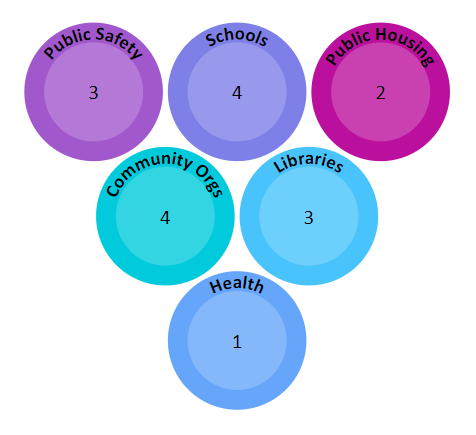 Public Safety
3
Schools
4
Public Housing
2
Community Orgs
4
Libraries
3
Health
1